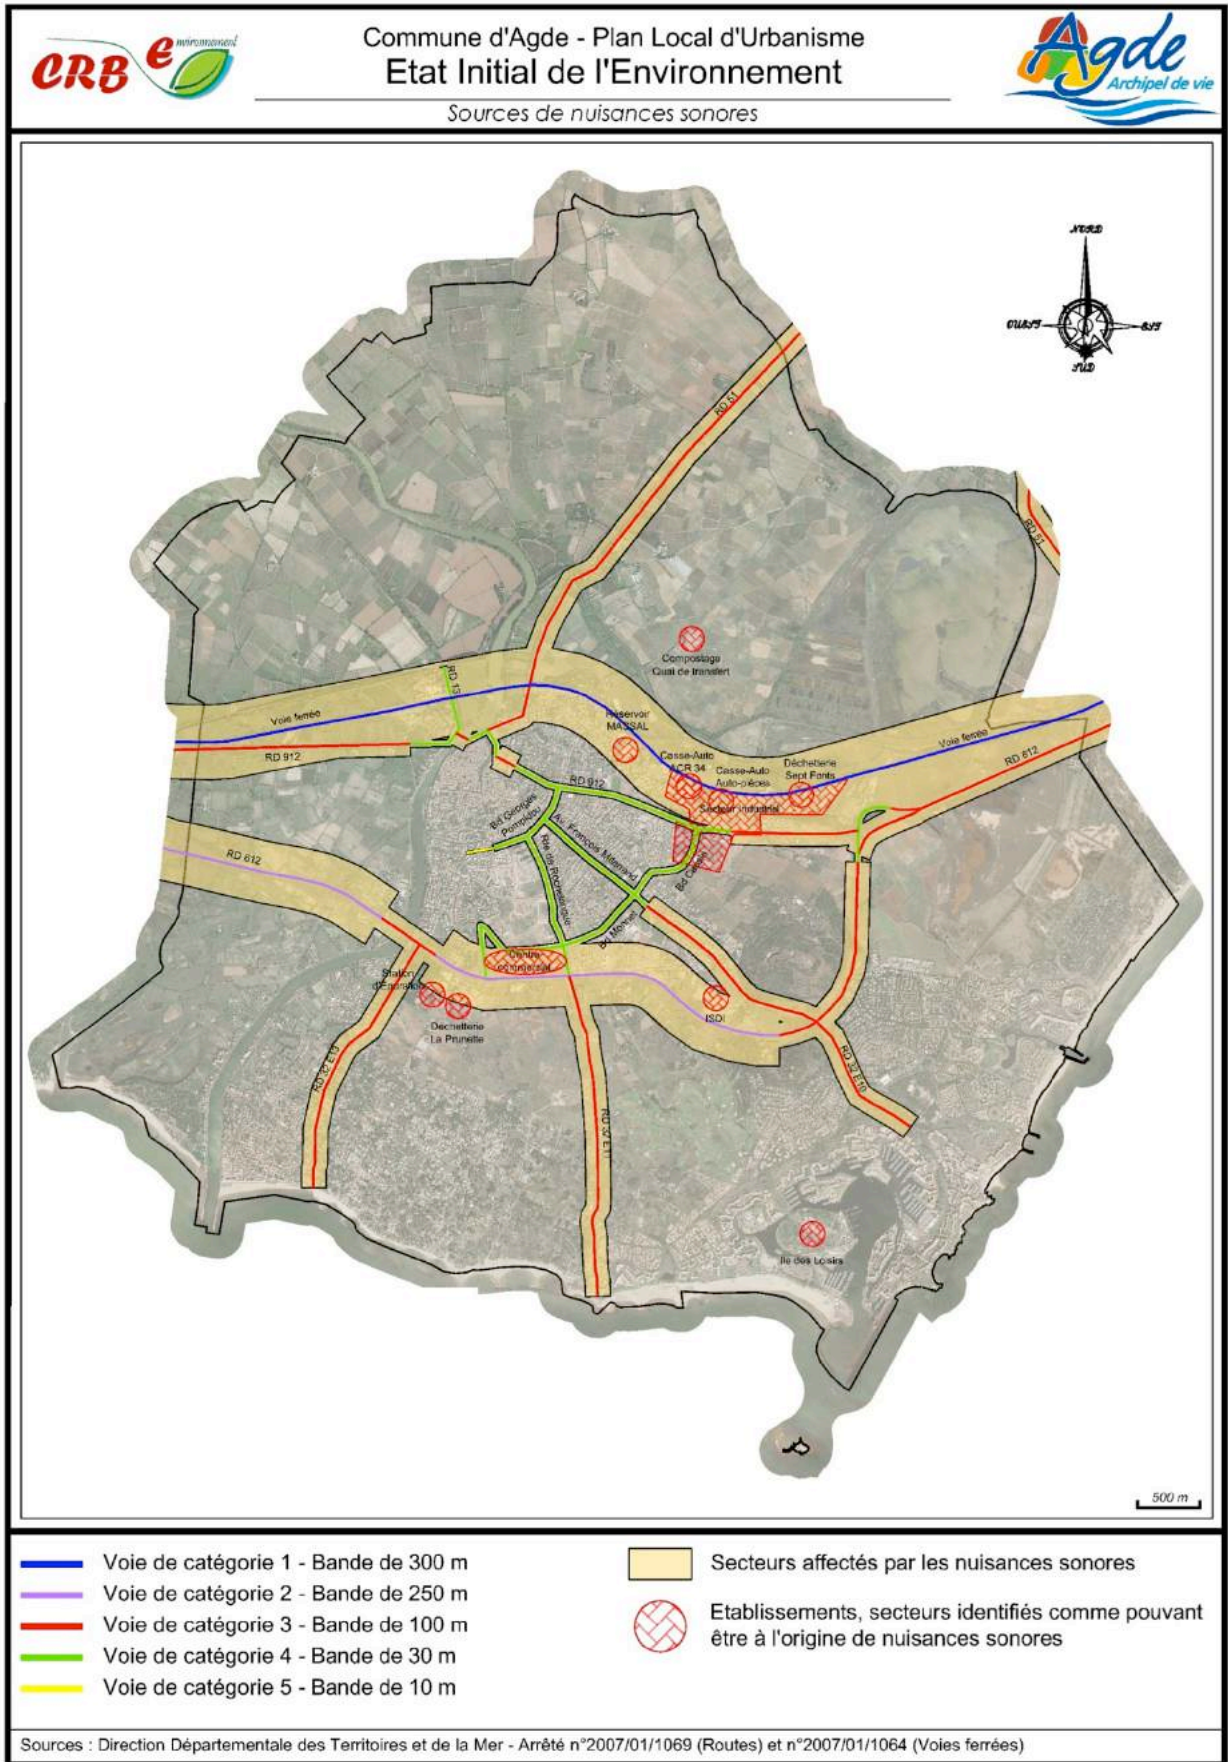 CRB Environnement
Commune d'Agde - Plan Local d'Urbanisme
Etat Initial de l'Environnement
Sources de nuisances sonores
Agde
Archipel de vie
NORD
OUEST
EST
SUD
RD 51
RD 51
Compostage
Quai de transfert
RD 13
Voie ferrée
RD 912
Réservoir
MASSAL
Casse-Auto
ACR 34
Casse-Auto
Auto-pièces
Déchetterie
Sept Fonts
Voie ferrée
RD 612
RD 912
Secteur industriel
Bd Georges
Pompidou
Av. François Mitterrand
Rte de Rochelongue
Bd Monnet
RD 612
Centre
commercial
Station
d'Epuration
Déchetterie
La Prunette
ISDI
RD 32 E10
RD 32 E11
Ile des Loisirs
500 m
Voie de catégorie 1 - Bande de 300 m
Voie de catégorie 2 - Bande de 250 m
Voie de catégorie 3 - Bande de 100 m
Voie de catégorie 4 - Bande de 30 m
Voie de catégorie 5 - Bande de 10 m
Secteurs affectés par les nuisances sonores
Etablissements, secteurs identifiés comme pouvant
être à l'origine de nuisances sonores
Sources : Direction Départementale des Territoires et de la Mer - Arrêté n°2007/01/1069 (Routes) et n°2007/01/1064 (Voies ferrées)